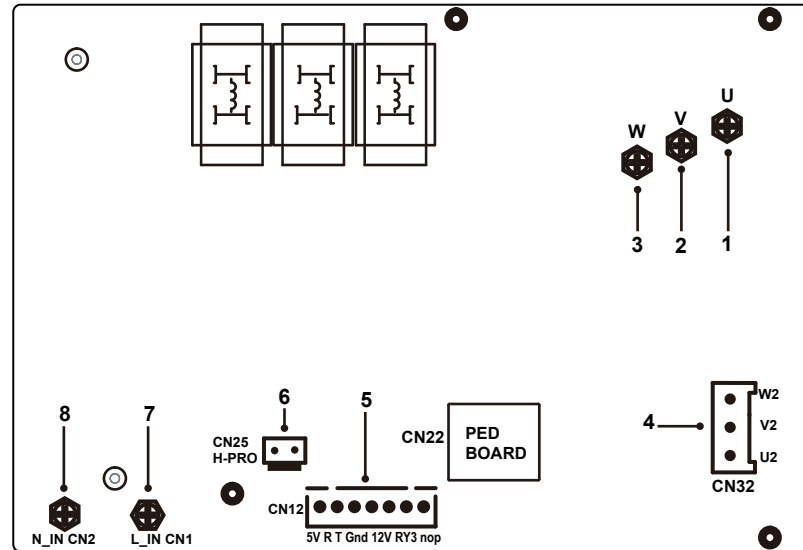 U
V
W
3
2
1
8
7
6
5
4
CN25
H-PRO
CN22
PED
BOARD
W2
V2
U2
CN32
CN12
N_IN CN2
L_IN CN1
5V R T Gnd 12V RY3 nop